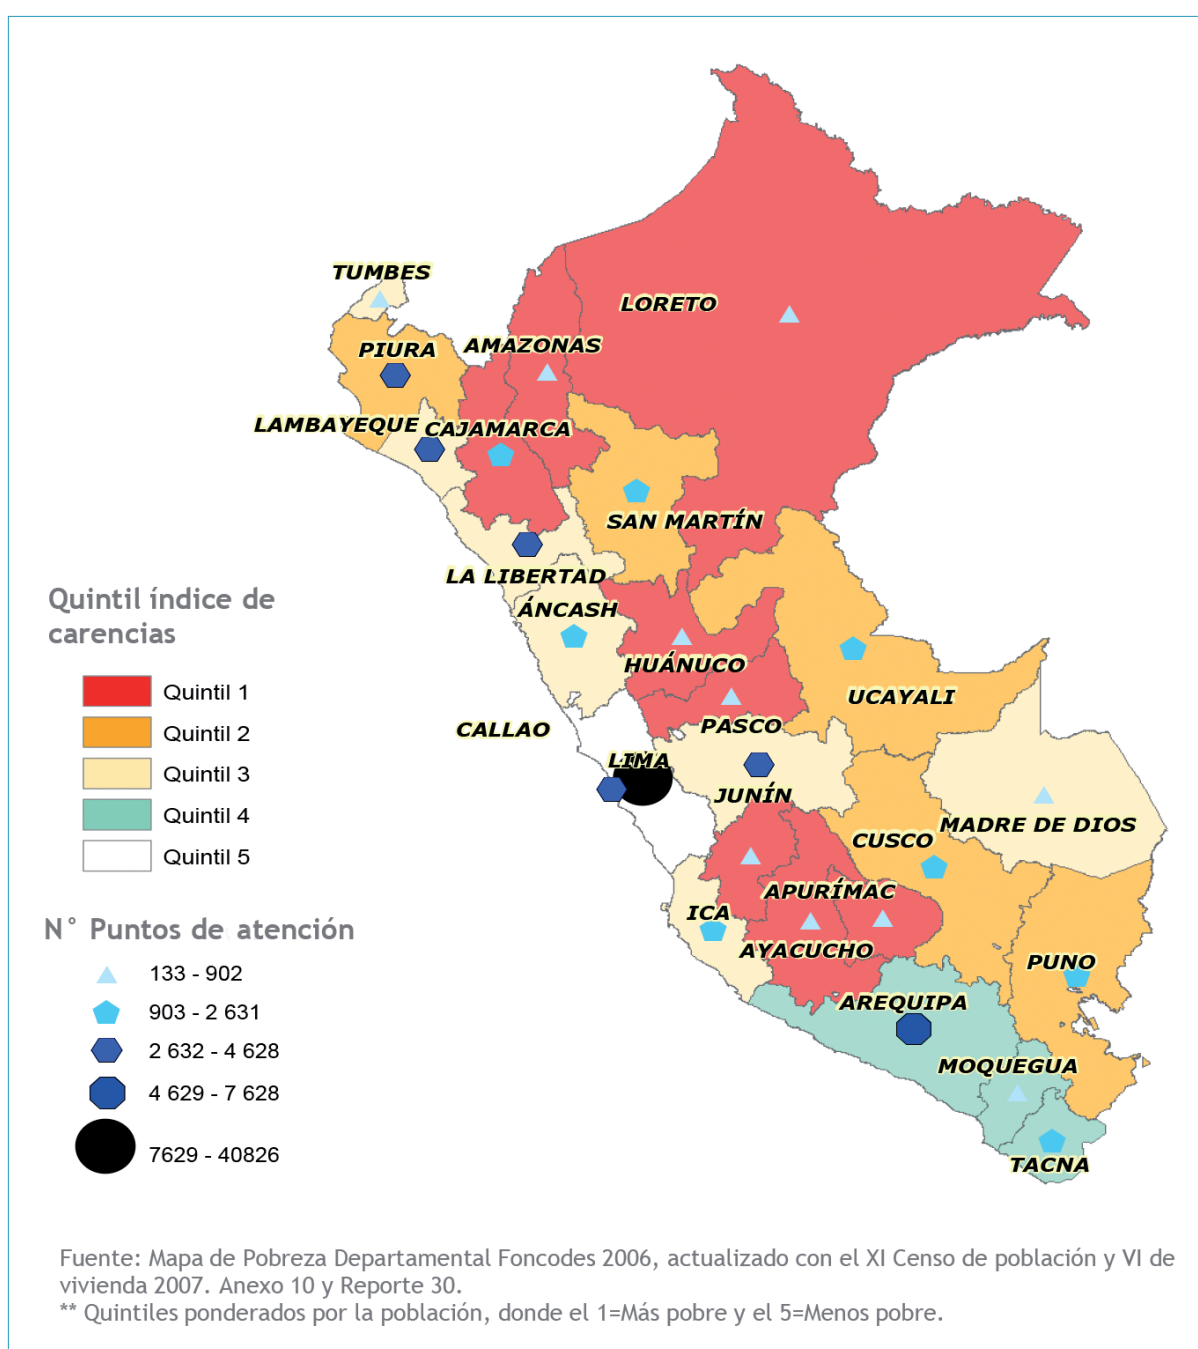 TUMBES
LORETO
AMAZONAS
PIURA
LAMBAYEQUE
CAJAMARCA
SAN MARTÍN
LA LIBERTAD
ÁNCASH
HUÁNUCO
UCAYALI
PASCO
CALLAO
LIMA
JUNÍN
MADRE DE DIOS
CUSCO
APURÍMAC
ICA
AYACUCHO
PUNO
AREQUIPA
MOQUEGUA
TACNA
Quintil índice de
carencias
Quintil 1
Quintil 2
Quintil 3
Quintil 4
Quintil 5
N° Puntos de atención
133 - 902
903 - 2 631
2 632 - 4 628
4 629 - 7 628
7629 - 40826
Fuente: Mapa de Pobreza Departamental Foncodes 2006, actualizado con el XI Censo de población y VI de
vivienda 2007. Anexo 10 y Reporte 30.
** Quintiles ponderados por la población, donde el 1=Más pobre y el 5=Menos pobre.